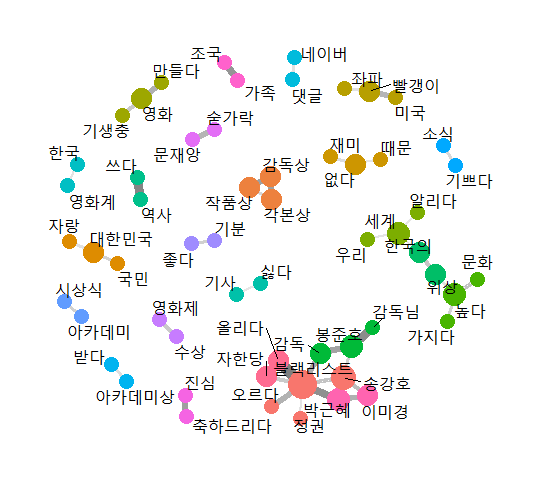 조국
네이버
만들다
가족
댓글
좌파
빨갱이
영화
미국
기생충
숟가락
소식
한국
쓰다
문재앙
감독상
재미
때문
기쁘다
영화계
역사
작품상
각본상
없다
알리다
자랑
대한민국
기분
세계
한국의
우리
국민
좋다
문화
시상식
기사
싫다
위상
높다
아카데미
영화제
올리다
감독
봉준호
감독님
가지다
받다
수상
자한당
블랙리스트
아카데미상
진심
오르다
송강호
박근혜
이미경
축하드리다
정권